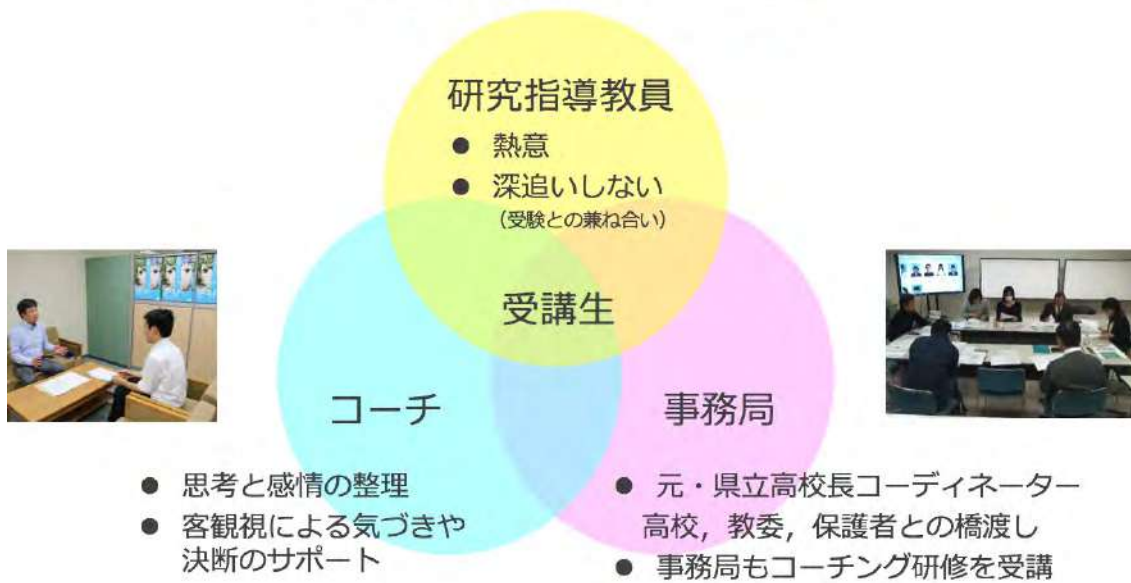 研究指導教員
● 熱意
● 深追いしない
(受験との兼ね合い)
受講生
コーチ
● 思考と感情の整理
● 客観視による気づきや
決断のサポート
事務局
● 元・県立高校長コーディネーター
高校，教委，保護者との橋渡し
● 事務局もコーチング研修を受講